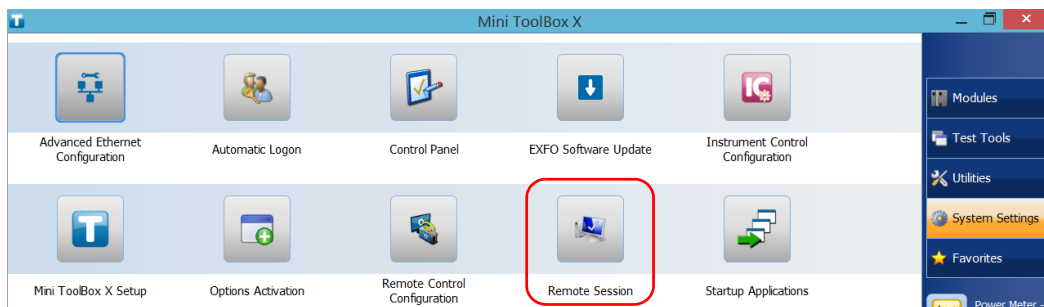 Mini ToolBox X
Advanced Ethernet
Configuration
Automatic Logon
Control Panel
EXFO Software Update
Instrument Control
Configuration
Mini ToolBox X Setup
Options Activation
Remote Control
Configuration
Remote Session
Startup Applications
Modules
Test Tools
Utilities
System Settings
Favorites
Power Meter -